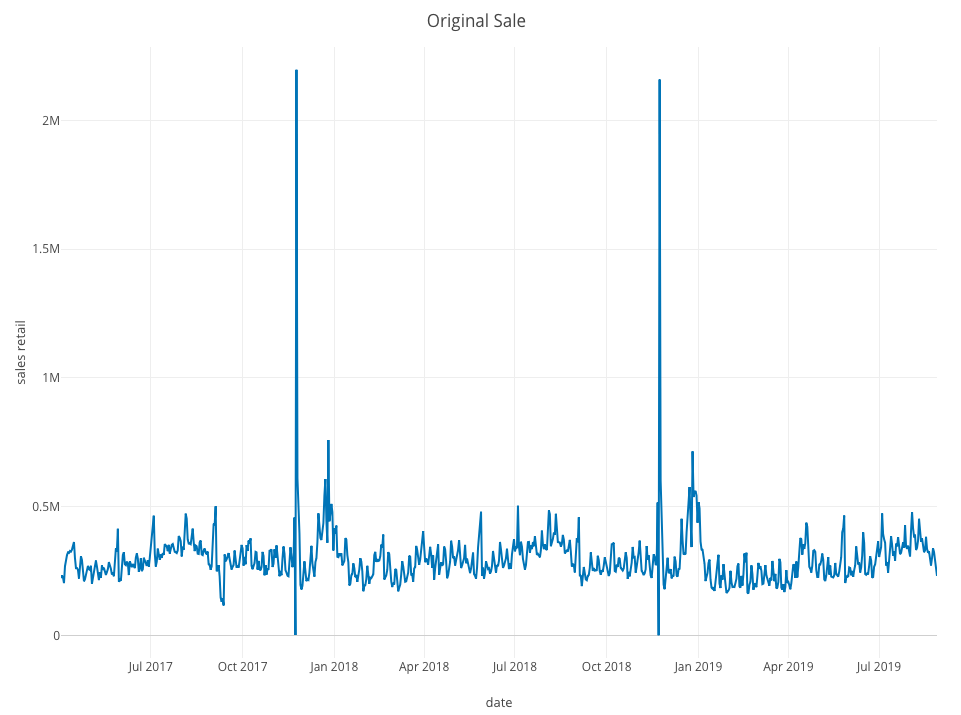 Original Sale
sales retail
2M
1.5M
1M
0.5M
0
Jul 2017
Oct 2017
Jan 2018
Apr 2018
Jul 2018
Oct 2018
Jan 2019
Apr 2019
Jul 2019
date